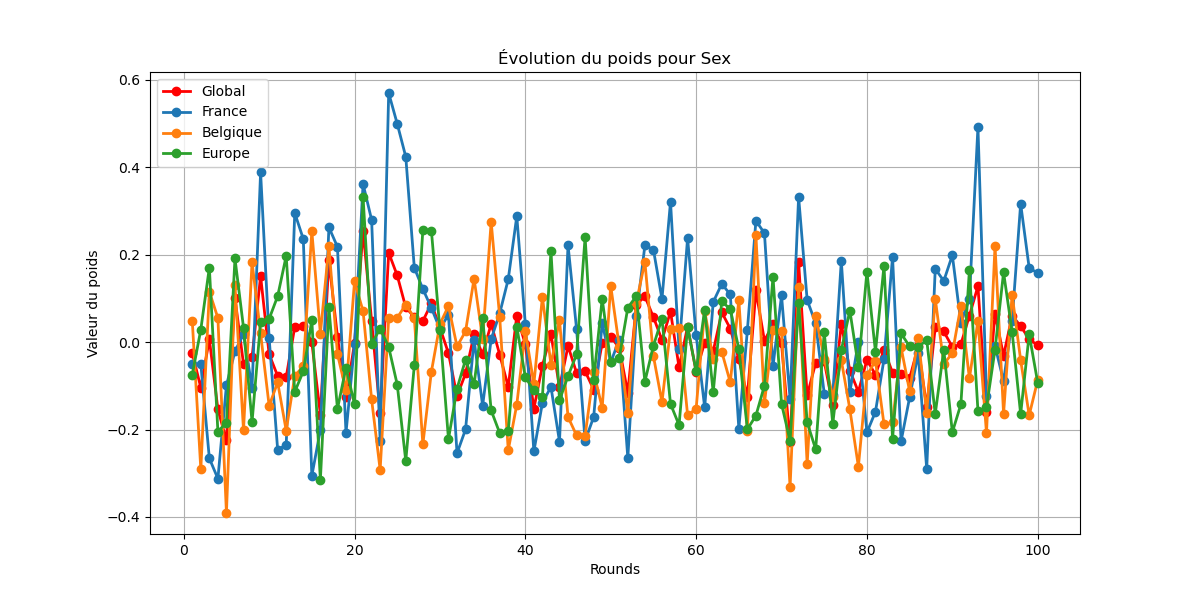 Évolution du poids pour Sex
Global
France
Belgique
Europe
Valeur du poids
0.6
0.4
0.2
0.0
−0.2
−0.4
0 20 40 60 80 100
Rounds